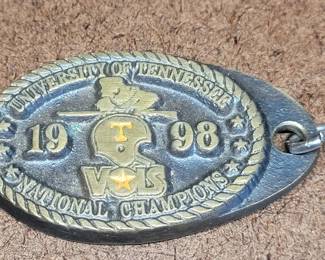 UNIVERSITY OF TENNESSEE
19 T 98
VOLS
NATIONAL CHAMPIONS